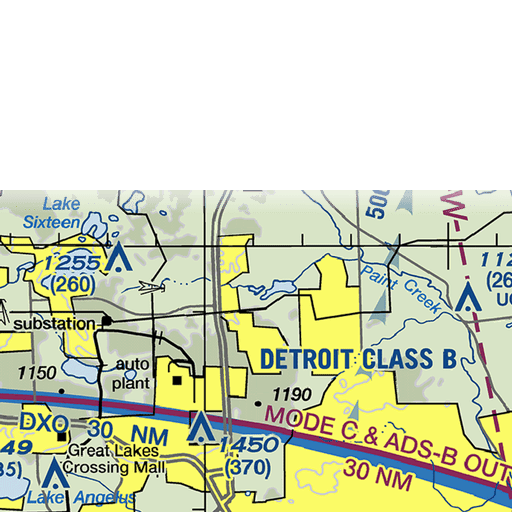 Lake
Sixteen
500
W-
1255
(260)
112
(26
UC
Paint Creek
substation
auto
plant
1150
DETROIT CLASS B
1190
DXO 30 NM
MODE C & ADS-B OUT
30 NM
49
35)
Great Lakes
Crossing Mall
1450
(370)
Lake Angelus